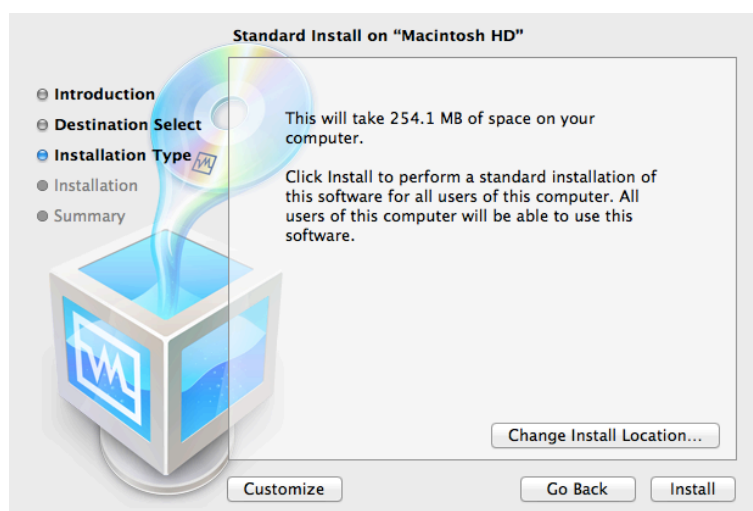 Standard Install on “Macintosh HD”
Introduction
Destination Select
Installation Type
Installation
Summary
This will take 254.1 MB of space on your
computer.
Click Install to perform a standard installation of
this software for all users of this computer. All
users of this computer will be able to use this
software.
Change Install Location...
Customize
Go Back
Install